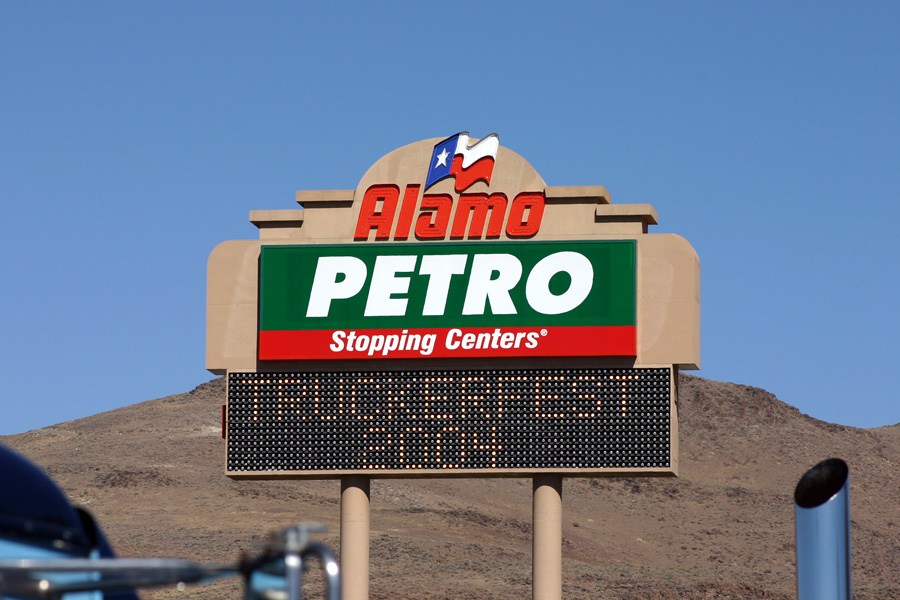 Alamo
PETRO
Stopping Centers®
TRUCKERFEST
2004